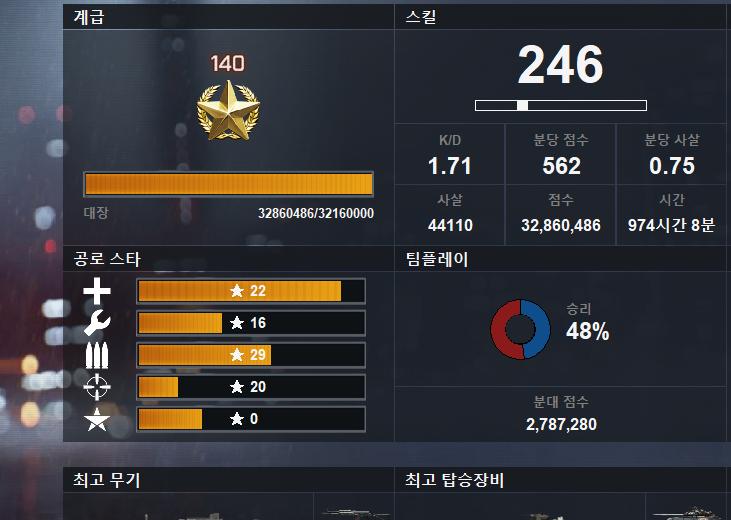 계급
140
대장 32860486/32160000
스킬
246
K/D 분당 점수 분당 사살
1.71 562 0.75
사살 점수 시간
44110 32,860,486 974시간 8분
공로 스타
22
16
29
20
0
팀플레이
승리
48%
분대 점수
2,787,280
최고 무기
최고 탑승장비